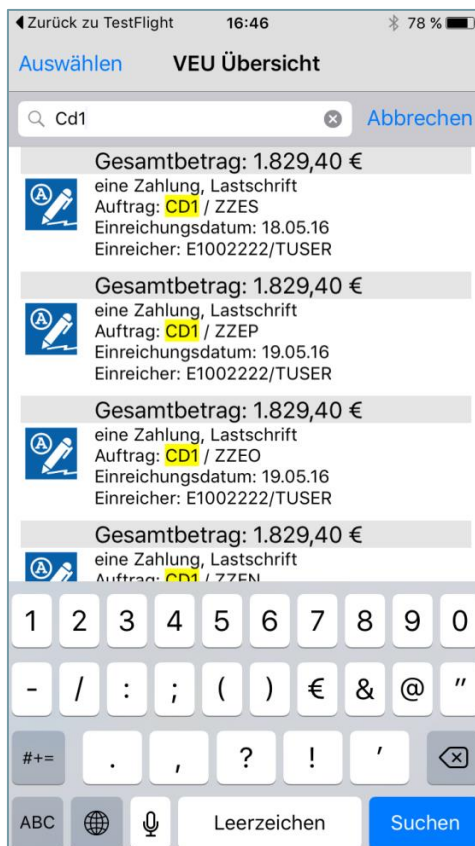 Zurück zu TestFlight 16:46 78 %
Auswählen VEU Übersicht
Cd1 Abbrechen
Gesamtbetrag: 1.829,40 €
eine Zahlung, Lastschrift
Auftrag: CD1 / ZZES
Einreichungsdatum: 18.05.16
Einreicher: E1002222/TUSER
Gesamtbetrag: 1.829,40 €
eine Zahlung, Lastschrift
Auftrag: CD1 / ZZEP
Einreichungsdatum: 19.05.16
Einreicher: E1002222/TUSER
Gesamtbetrag: 1.829,40 €
eine Zahlung, Lastschrift
Auftrag: CD1 / ZZEO
Einreichungsdatum: 19.05.16
Einreicher: E1002222/TUSER
Gesamtbetrag: 1.829,40 €
eine Zahlung, Lastschrift
Auftrag: CD1 / ZZEN
1 2 3 4 5 6 7 8 9 0
- / : ; ( ) € & @ "
#+= . , ? ! '
ABC Leerzeichen Suchen